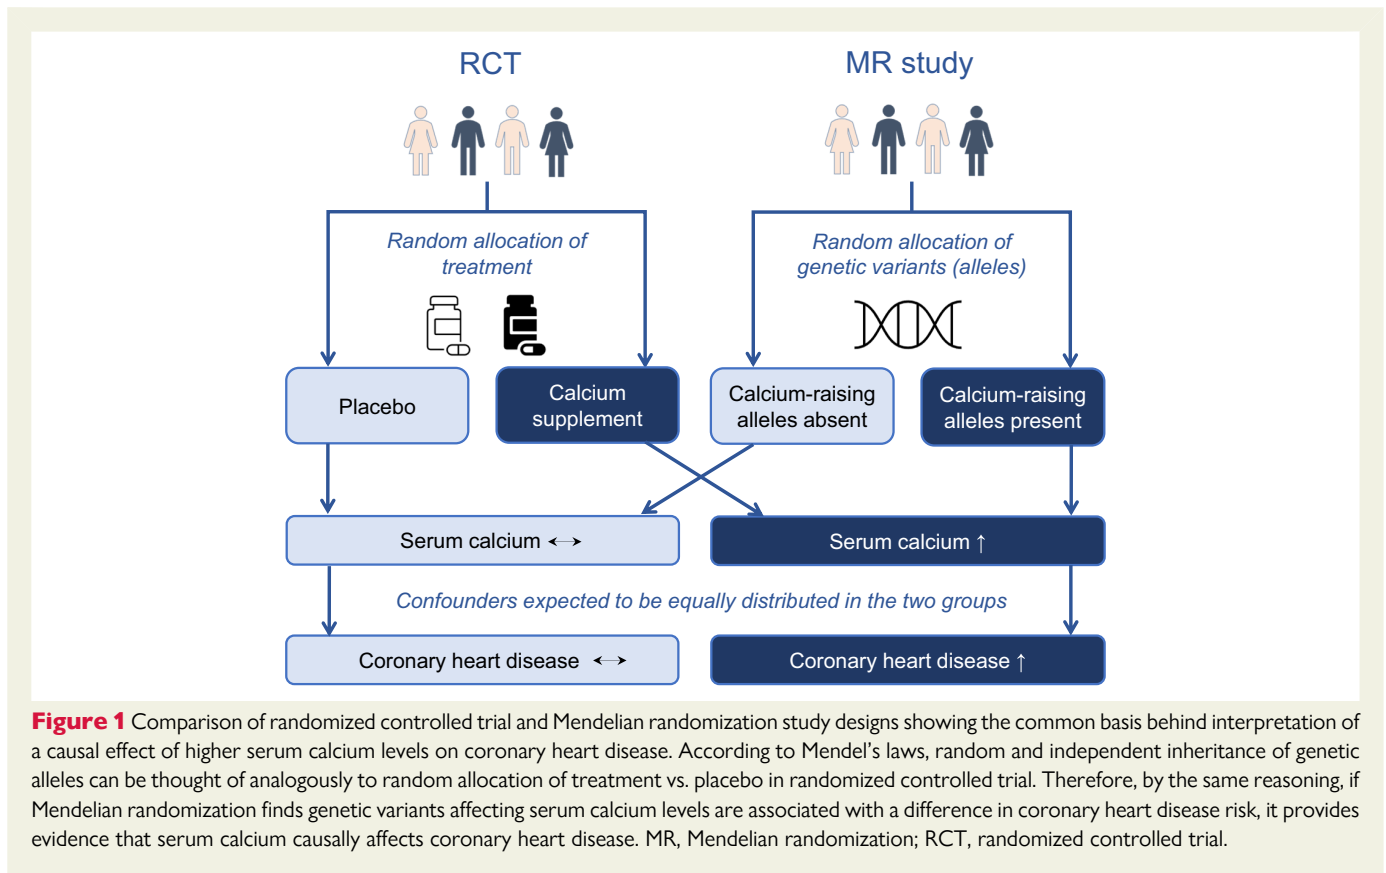 RCT
MR study
Random allocation of
treatment
Random allocation of
genetic variants (alleles)
Placebo
Calcium
supplement
Calcium-raising
alleles absent
Calcium-raising
alleles present
Serum calcium ↔
Serum calcium ↑
Confounders expected to be equally distributed in the two groups
Coronary heart disease ↔
Coronary heart disease ↑
Figure 1 Comparison of randomized controlled trial and Mendelian randomization study designs showing the common basis behind interpretation of
a causal effect of higher serum calcium levels on coronary heart disease. According to Mendel’s laws, random and independent inheritance of genetic
alleles can be thought of analogously to random allocation of treatment vs. placebo in randomized controlled trial. Therefore, by the same reasoning, if
Mendelian randomization finds genetic variants affecting serum calcium levels are associated with a difference in coronary heart disease risk, it provides
evidence that serum calcium causally affects coronary heart disease. MR, Mendelian randomization; RCT, randomized controlled trial.